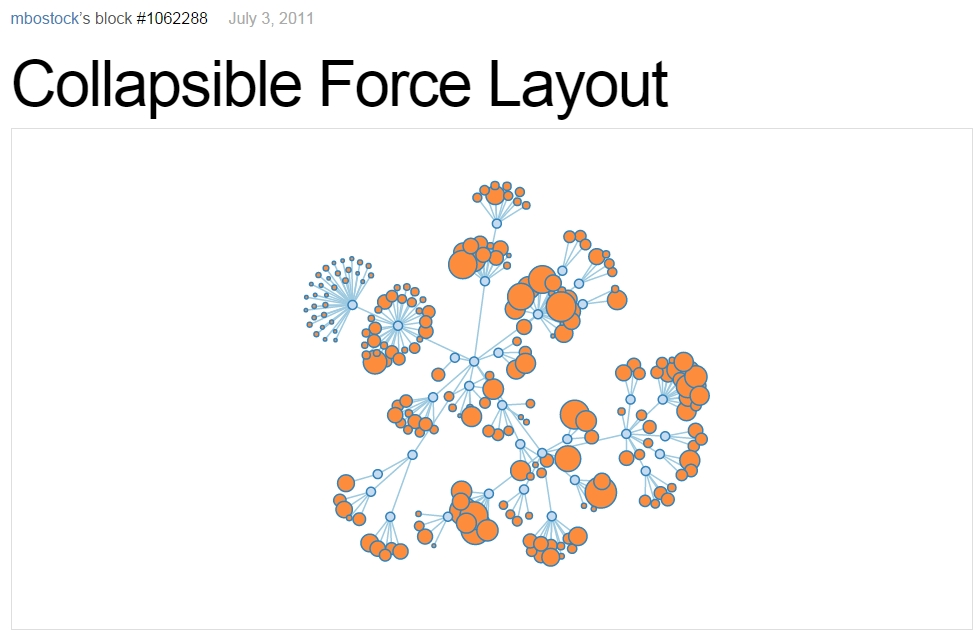 mbostock’s block #1062288 July 3, 2011
Collapsible Force Layout